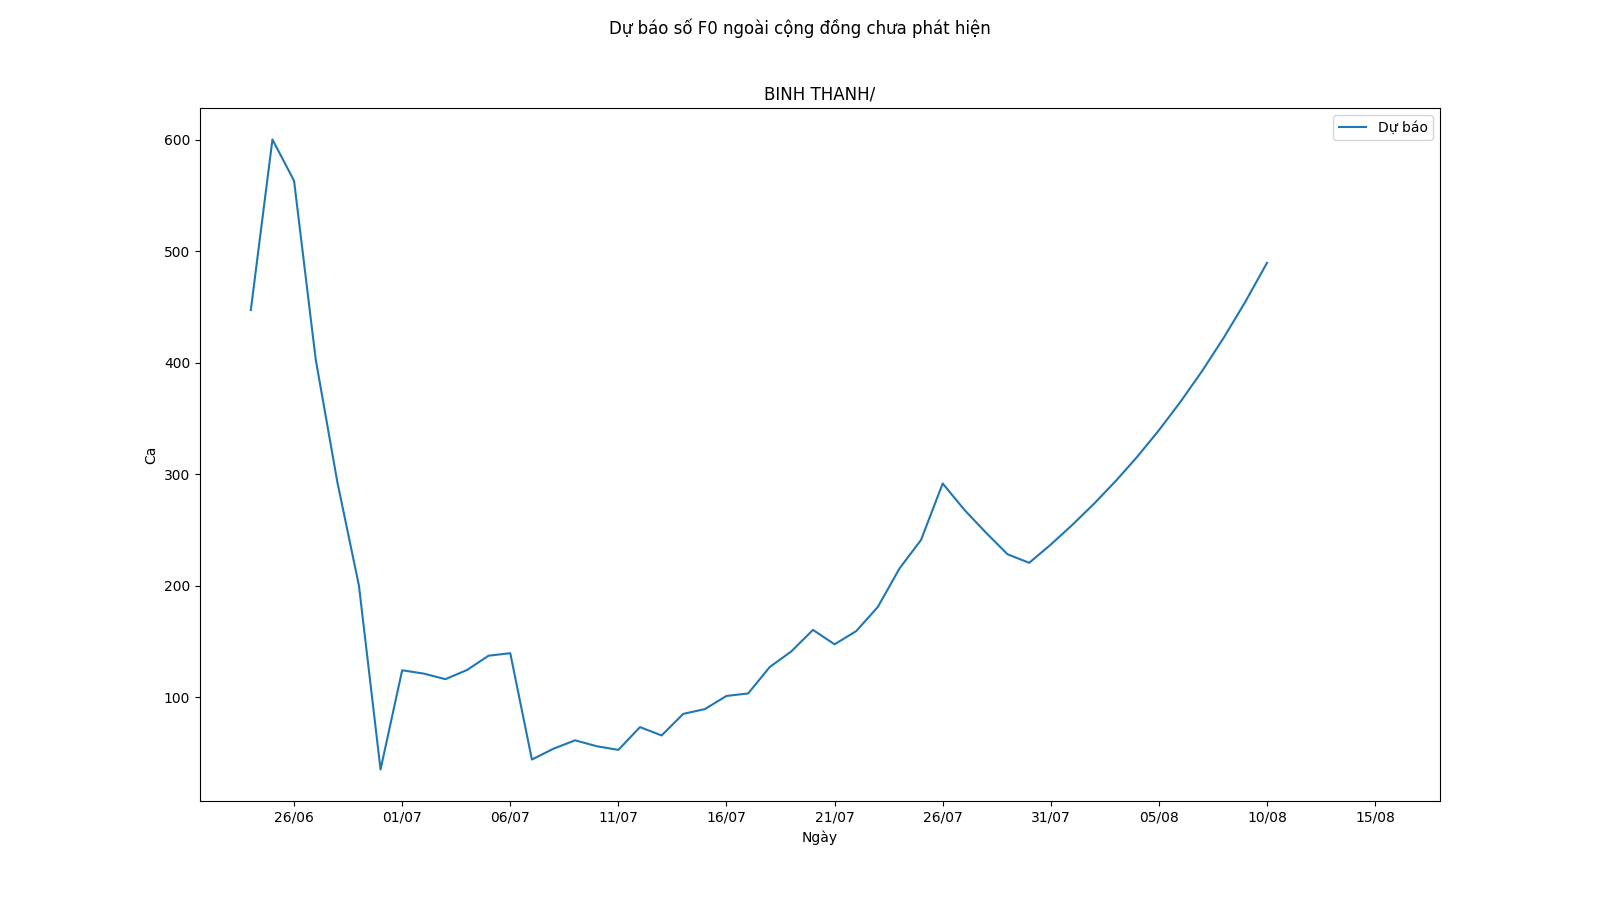 Dự báo số F0 ngoài cộng đồng chưa phát hiện
BINH THANH/
Dự báo
600
500
400
300
200
100
Ca
26/06 01/07 06/07 11/07 16/07 21/07 26/07 31/07 05/08 10/08 15/08
Ngày